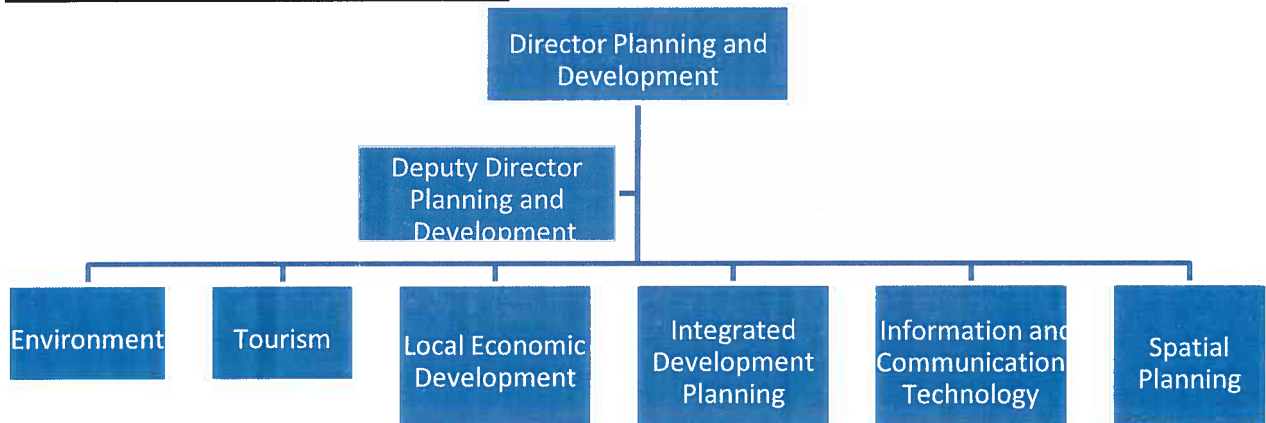 Director Planning and
Development
Deputy Director
Planning and
Development
Environment
Tourism
Local Economic
Development
Integrated
Development
Planning
Information and
Communication
Technology
Spatial
Planning